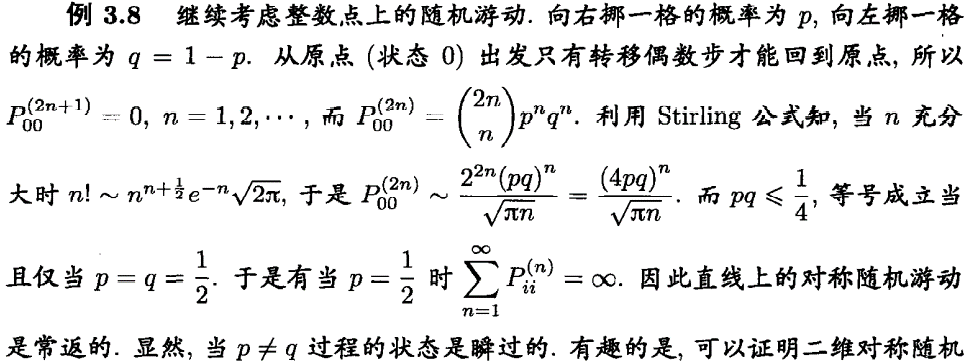 例 3.8 继续考虑整数点上的随机游动. 向右挪一格的概率为 p, 向左挪一格
的概率为 q = 1 − p. 从原点 (状态 0) 出发只有转移偶数步才能回到原点, 所以
$P_{00}^{(2n+1)} = 0, n = 1, 2, \cdots$, 而 $P_{00}^{(2n)} = \binom{2n}{n} p^n q^n$. 利用 Stirling 公式知, 当 n 充分
大时 $n! \sim n^{n+\frac{1}{2}} e^{-n} \sqrt{2\pi}$, 于是 $P_{00}^{(2n)} \sim \frac{2^{2n}(pq)^n}{\sqrt{\pi n}} = \frac{(4pq)^n}{\sqrt{\pi n}}$. 而 $pq \leqslant \frac{1}{4}$, 等号成立当
且仅当 $p = q = \frac{1}{2}$. 于是有当 $p = \frac{1}{2}$ 时 $\sum_{n=1}^{\infty} P_{ii}^{(n)} = \infty$. 因此直线上的对称随机游动
是常返的. 显然, 当 $p \neq q$ 过程的状态是瞬过的. 有趣的是, 可以证明二维对称随机